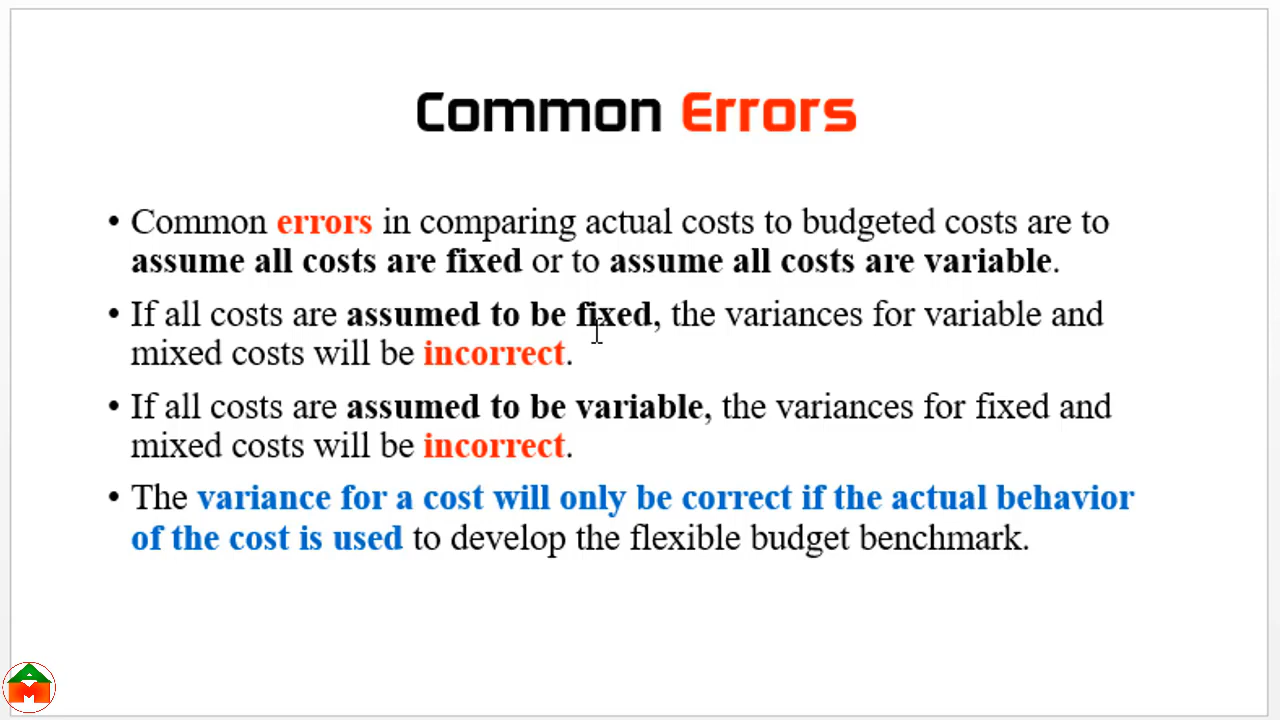 Common Errors
• Common errors in comparing actual costs to budgeted costs are to
assume all costs are fixed or to assume all costs are variable.
• If all costs are assumed to be fixed, the variances for variable and
mixed costs will be incorrect.
• If all costs are assumed to be variable, the variances for fixed and
mixed costs will be incorrect.
• The variance for a cost will only be correct if the actual behavior
of the cost is used to develop the flexible budget benchmark.
AM